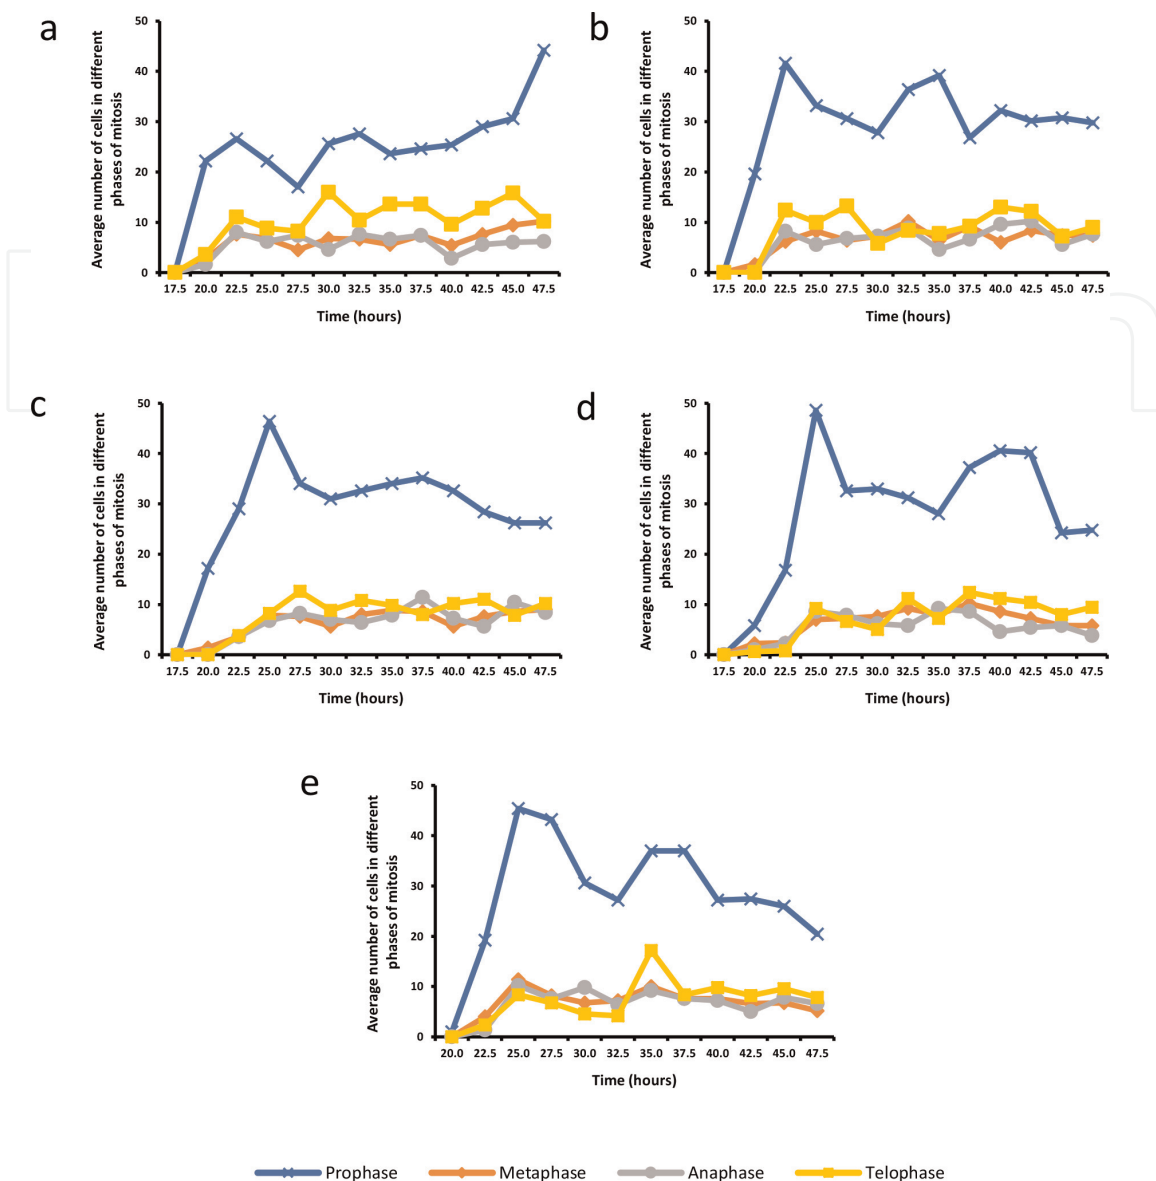 a
Average number of cells in different
phases of mitosis
50
40
30
20
10
0
17.5 20.0 22.5 25.0 27.5 30.0 32.5 35.0 37.5 40.0 42.5 45.0 47.5
Time (hours)
b
Average number of cells in different
phases of mitosis
50
40
30
20
10
0
17.5 20.0 22.5 25.0 27.5 30.0 32.5 35.0 37.5 40.0 42.5 45.0 47.5
Time (hours)
c
Average number of cells in different
phases of mitosis
50
40
30
20
10
0
17.5 20.0 22.5 25.0 27.5 30.0 32.5 35.0 37.5 40.0 42.5 45.0 47.5
Time (hours)
d
Average number of cells in different
phases of mitosis
50
40
30
20
10
0
17.5 20.0 22.5 25.0 27.5 30.0 32.5 35.0 37.5 40.0 42.5 45.0 47.5
Time (hours)
e
Average number of cells in different
phases of mitosis
50
40
30
20
10
0
20.0 22.5 25.0 27.5 30.0 32.5 35.0 37.5 40.0 42.5 45.0 47.5
Time (hours)
Prophase Metaphase Anaphase Telophase